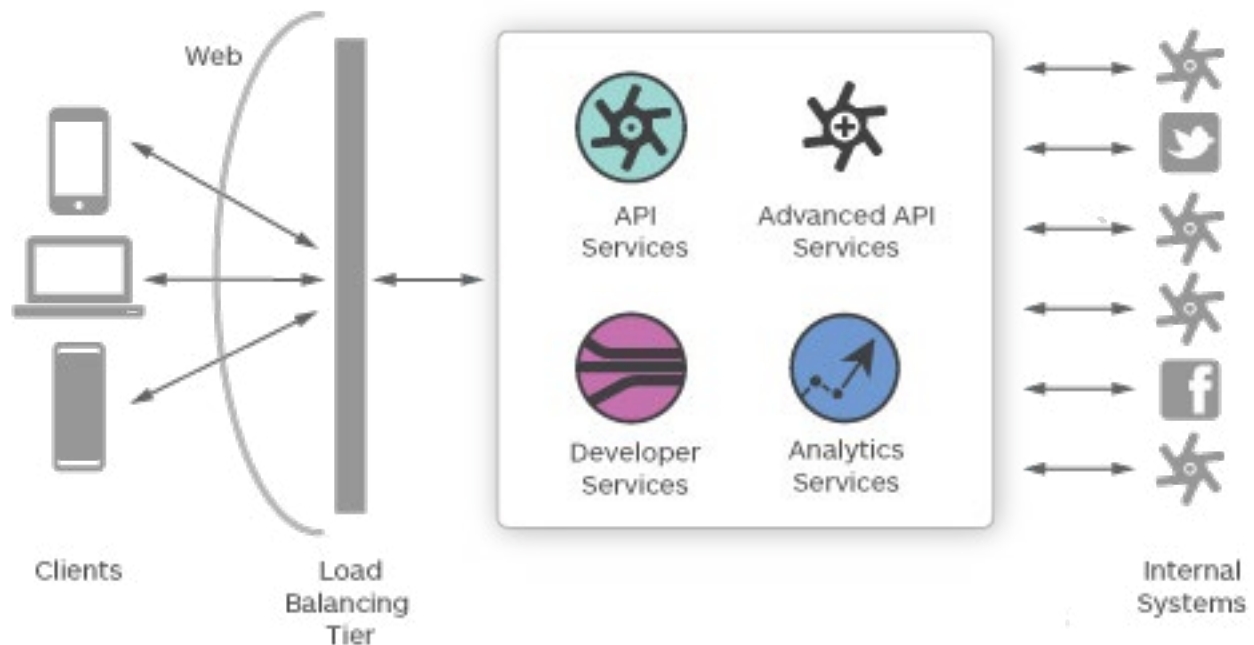 Web
API
Services
Advanced API
Services
Developer
Services
Analytics
Services
Clients
Load
Balancing
Tier
Internal
Systems